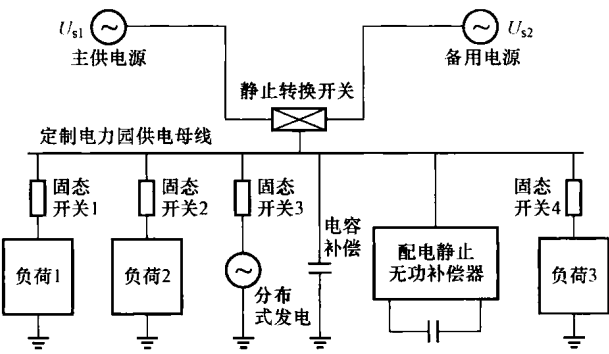 U_s1
主供电源
U_s2
备用电源
静止转换开关
定制电力园供电母线
固态
开关1
固态
开关2
固态
开关3
电容
补偿
固态
开关4
负荷1
负荷2
分布
式发电
配电静止
无功补偿器
负荷3